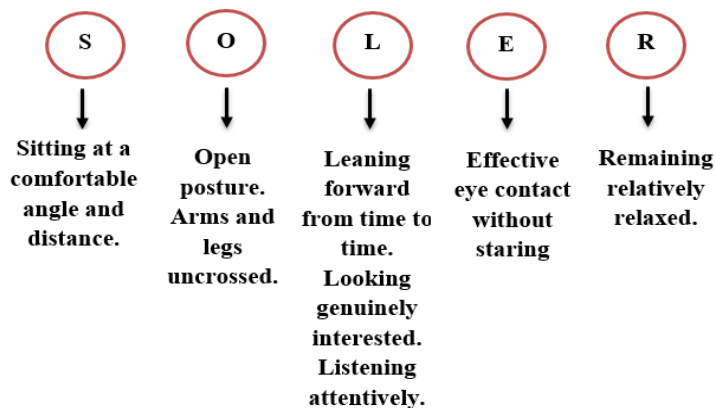 S
O
L
E
R
Sitting at a
comfortable
angle and
distance.
Open
posture.
Arms and
legs
uncrossed.
Leaning
forward
from time to
time.
Looking
genuinely
interested.
Listening
attentively.
Effective
eye contact
without
staring
Remaining
relatively
relaxed.